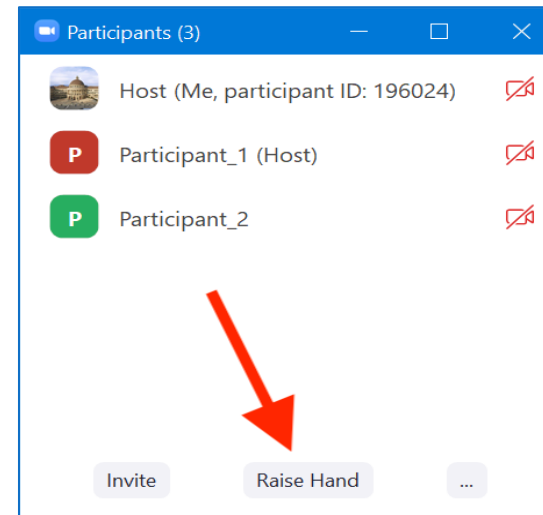 Participants (3)
Host (Me, participant ID: 196024)
P Participant_1 (Host)
P Participant_2
Invite Raise Hand ...